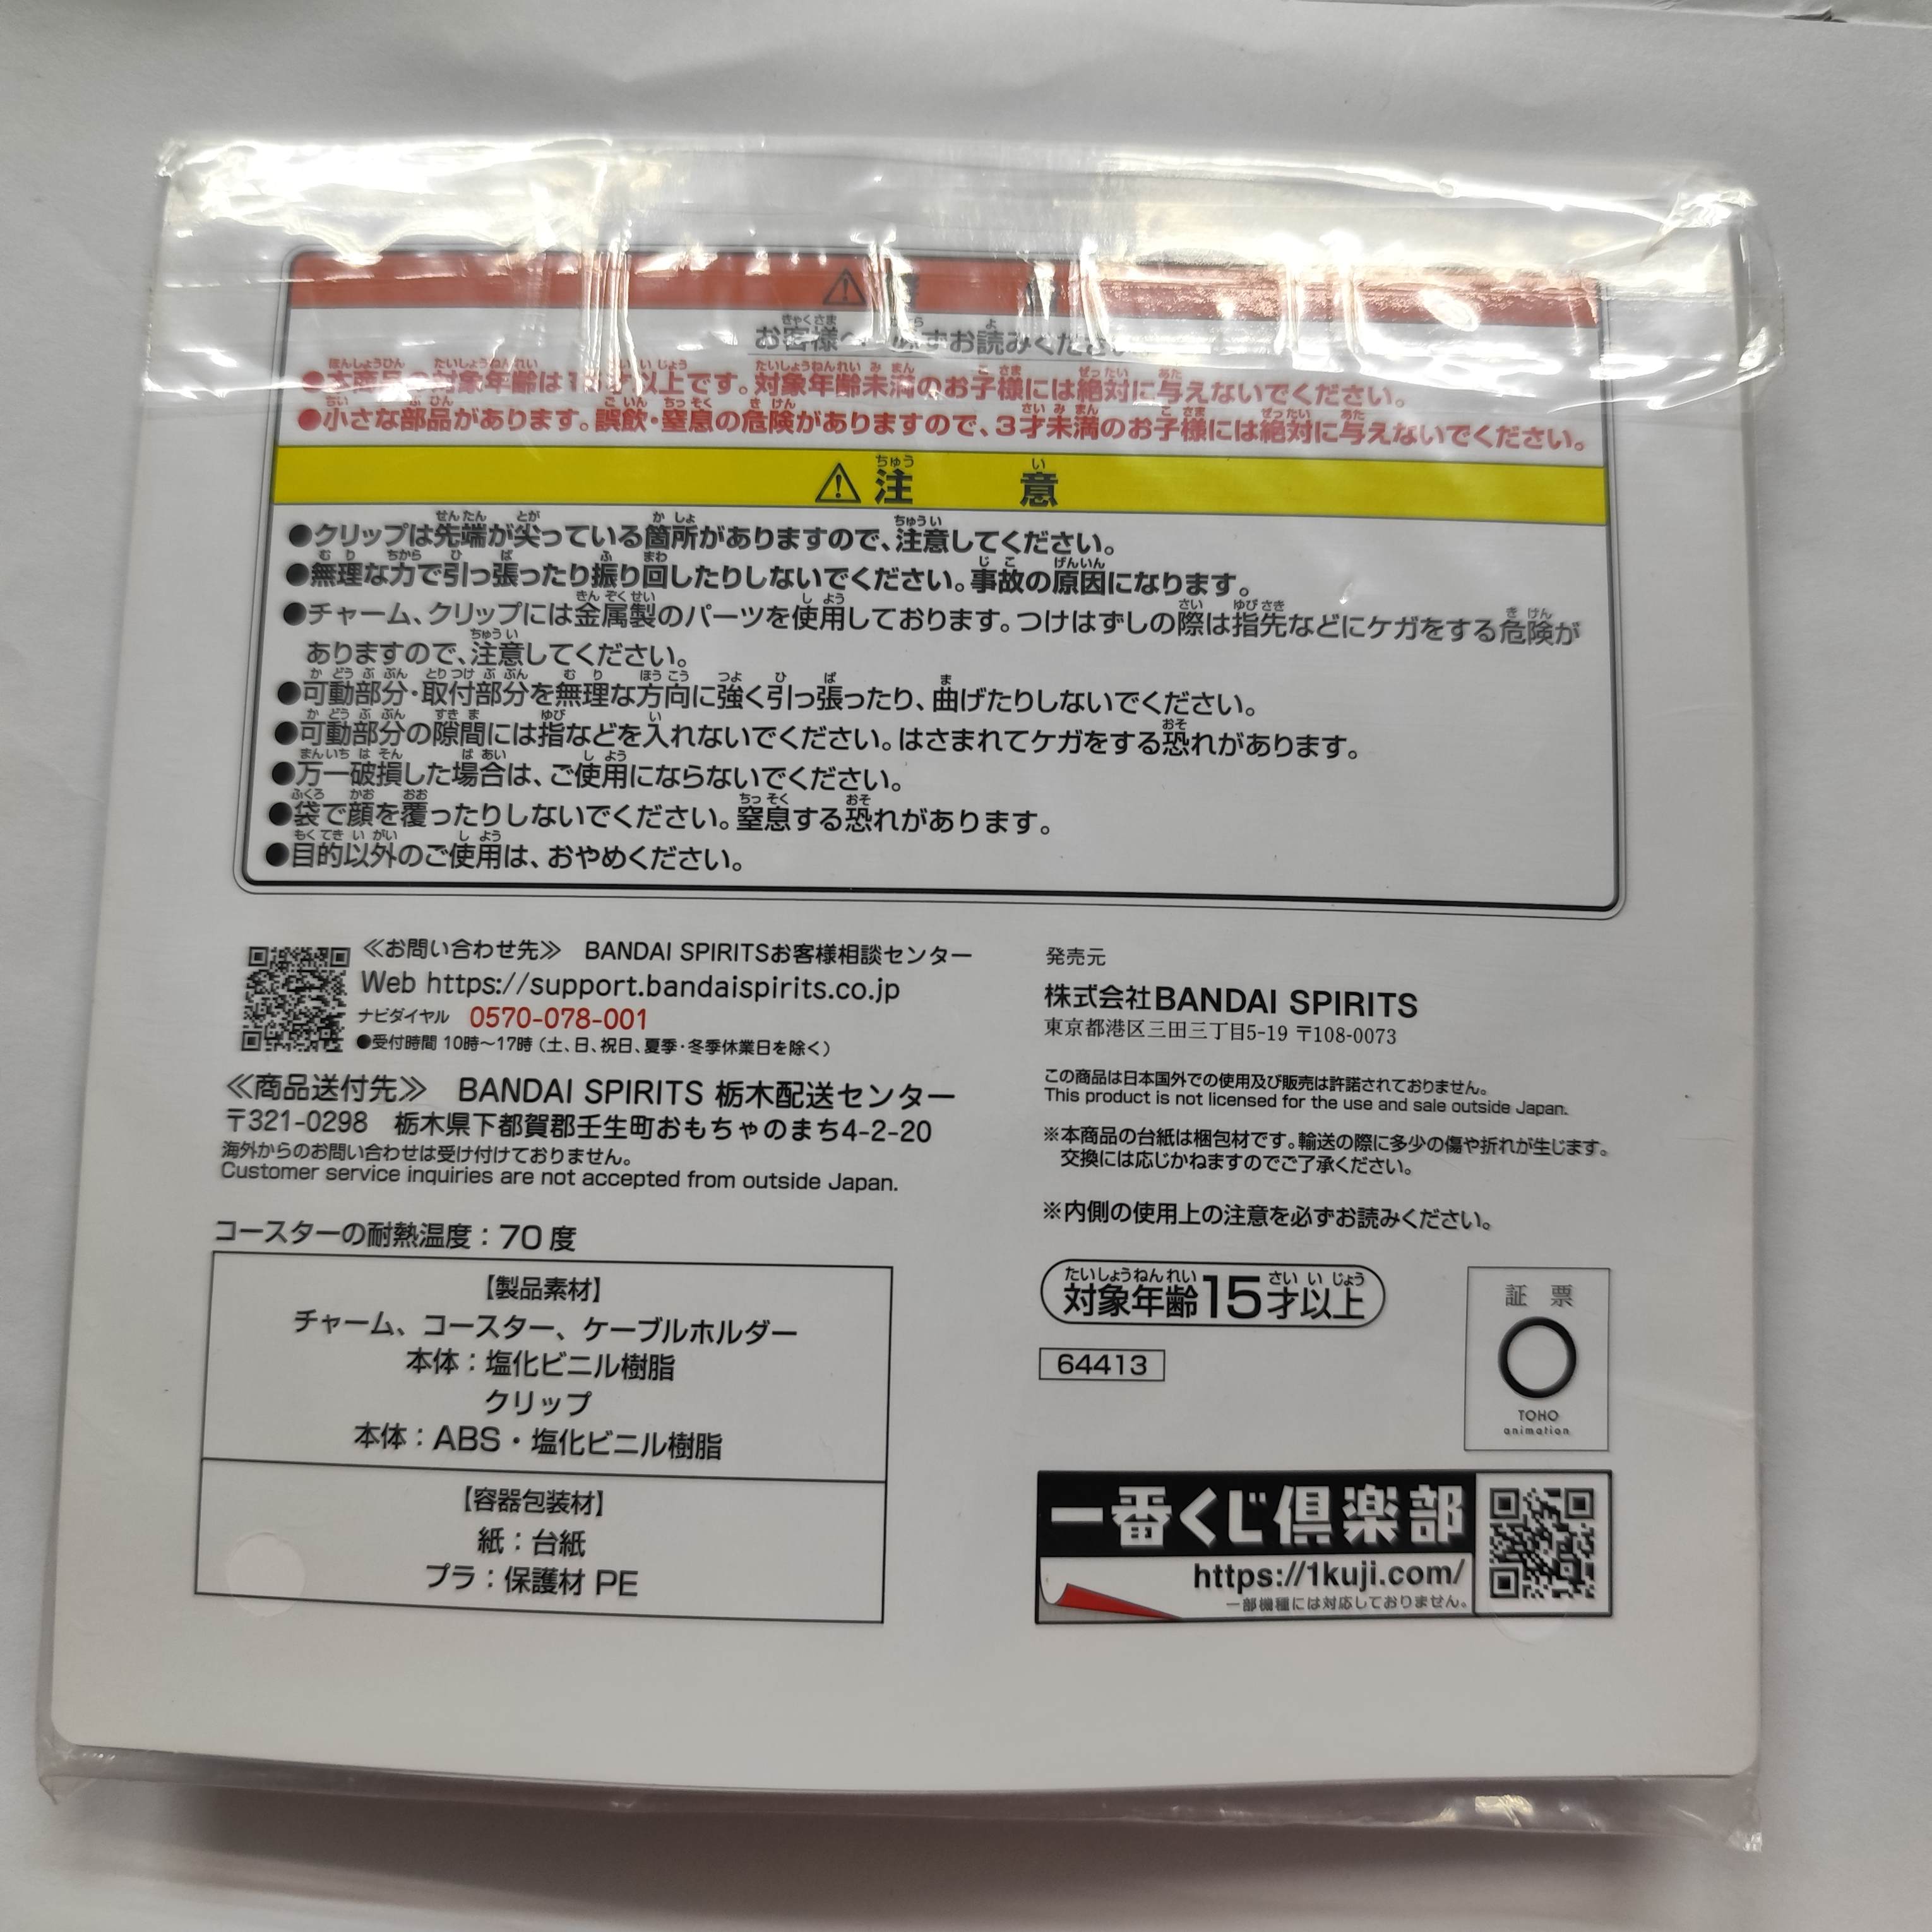 お客様へ 必ずお読みください
●本商品の対象年齢は15才以上です。対象年齢未満のお子様には絶対に与えないでください。
●小さな部品があります。誤飲・窒息の危険がありますので、3才未満のお子様には絶対に与えないでください。
⚠注意
●クリップは先端が尖っている箇所がありますので、注意してください。
●無理な力で引っ張ったり振り回したりしないでください。事故の原因になります。
●チャーム、クリップには金属製のパーツを使用しております。つけはずしの際は指先などにケガをする危険が
ありますので、注意してください。
●可動部分・取付部分を無理な方向に強く引っ張ったり、曲げたりしないでください。
●可動部分の隙間には指などを入れないでください。はさまれてケガをする恐れがあります。
●万一破損した場合は、ご使用にならないでください。
●袋で顔を覆ったりしないでください。窒息する恐れがあります。
●目的以外のご使用は、おやめください。
≪お問い合わせ先≫ BANDAI SPIRITSお客様相談センター
Web https://support.bandaispirits.co.jp
ナビダイヤル 0570-078-001
●受付時間 10時～17時(土、日、祝日、夏季・冬季休業日を除く)
≪商品送付先≫ BANDAI SPIRITS 栃木配送センター
〒321-0298 栃木県下都賀郡壬生町おもちゃのまち4-2-20
海外からのお問い合わせは受け付けておりません。
Customer service inquiries are not accepted from outside Japan.
コースターの耐熱温度：70度
【製品素材】
チャーム、コースター、ケーブルホルダー
本体：塩化ビニル樹脂
クリップ
本体：ABS・塩化ビニル樹脂
【容器包装材】
紙：台紙
プラ：保護材 PE
発売元
株式会社BANDAI SPIRITS
東京都港区三田三丁目5-19 〒108-0073
この商品は日本国外での使用及び販売は許諾されておりません。
This product is not licensed for the use and sale outside Japan.
※本商品の台紙は梱包材です。輸送の際に多少の傷や折れが生じます。
交換には応じかねますのでご了承ください。
※内側の使用上の注意を必ずお読みください。
対象年齢15才以上
64413
証票
TOHO
animation
一番くじ倶楽部
https://1kuji.com/
一部機種には対応しておりません。